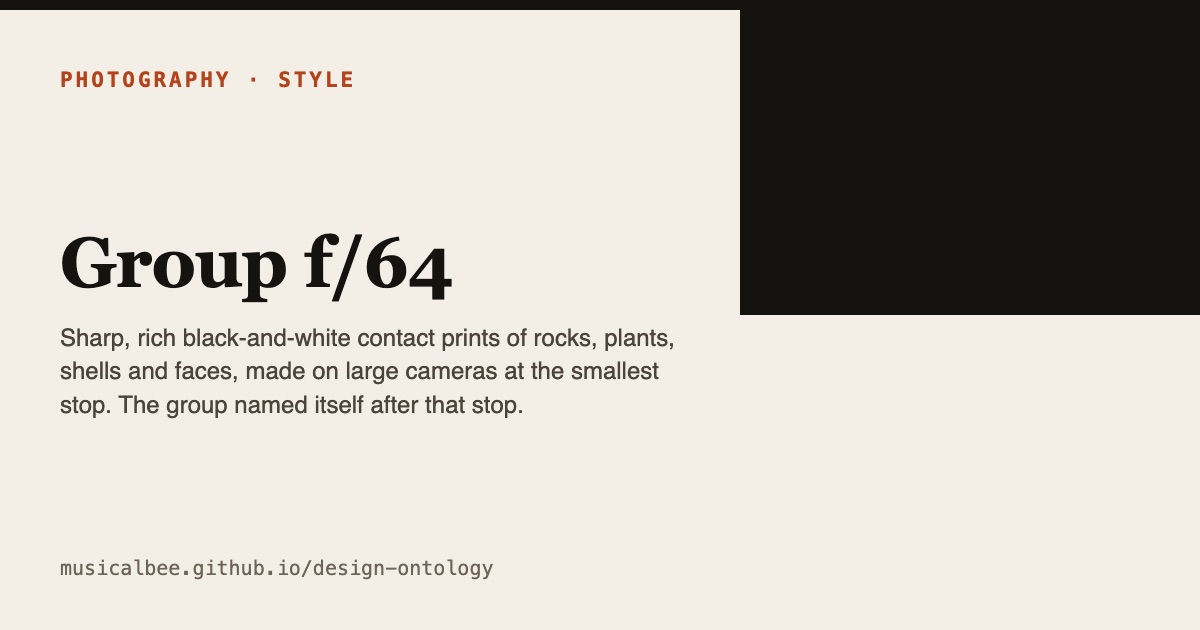 PHOTOGRAPHY · STYLE
Group f/64
Sharp, rich black-and-white contact prints of rocks, plants,
shells and faces, made on large cameras at the smallest
stop. The group named itself after that stop.
musicalbee.github.io/design-ontology